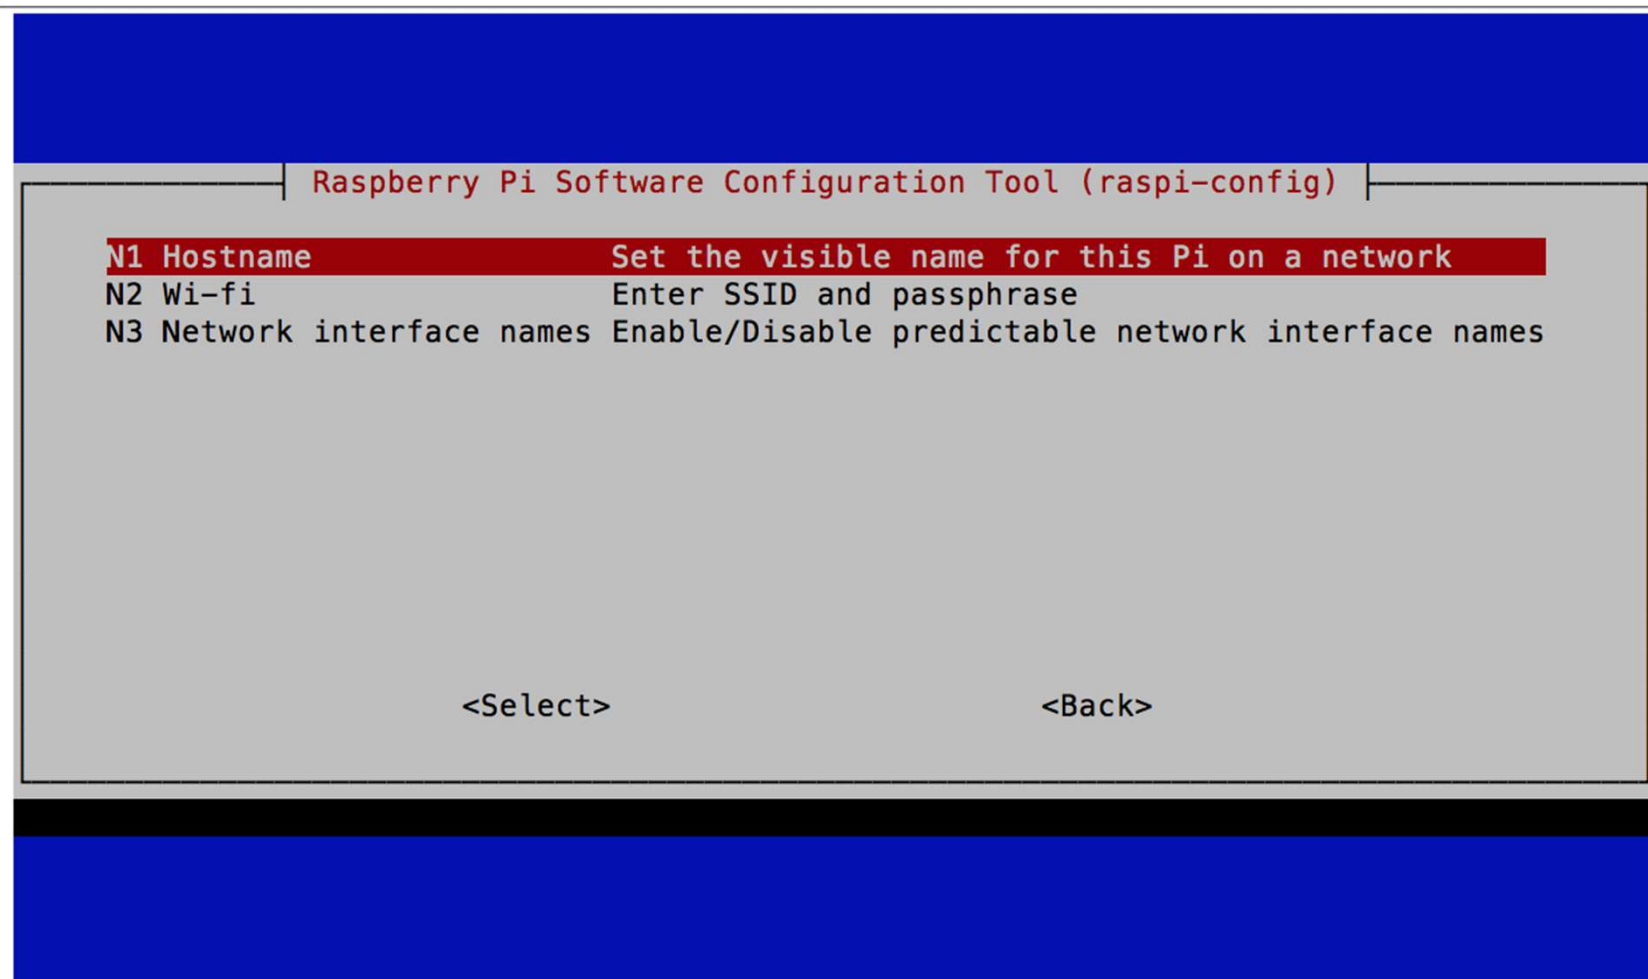 Raspberry Pi Software Configuration Tool (raspi-config)
N1 Hostname Set the visible name for this Pi on a network
N2 Wi-fi Enter SSID and passphrase
N3 Network interface names Enable/Disable predictable network interface names
<Select> <Back>